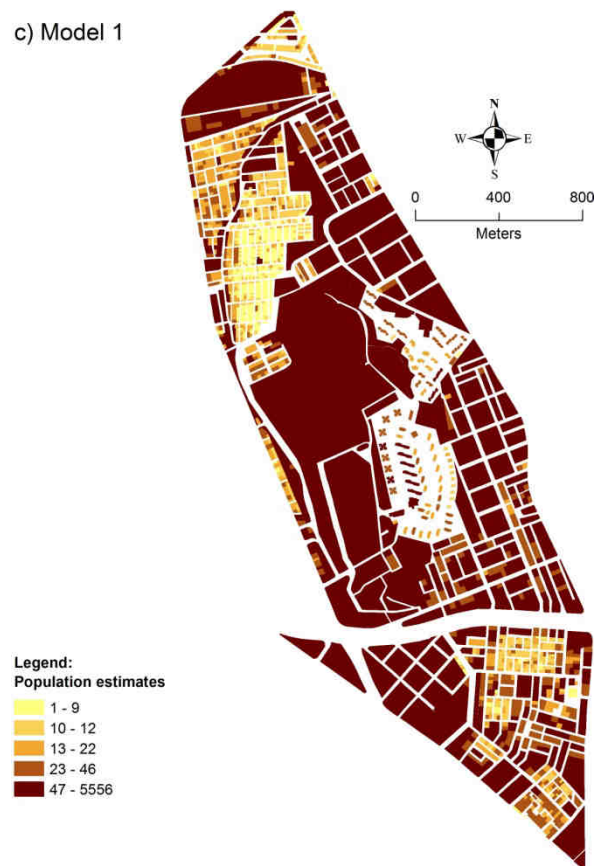 c) Model 1
N
W E
S
0 400 800
Meters
Legend:
Population estimates
1 - 9
10 - 12
13 - 22
23 - 46
47 - 5556